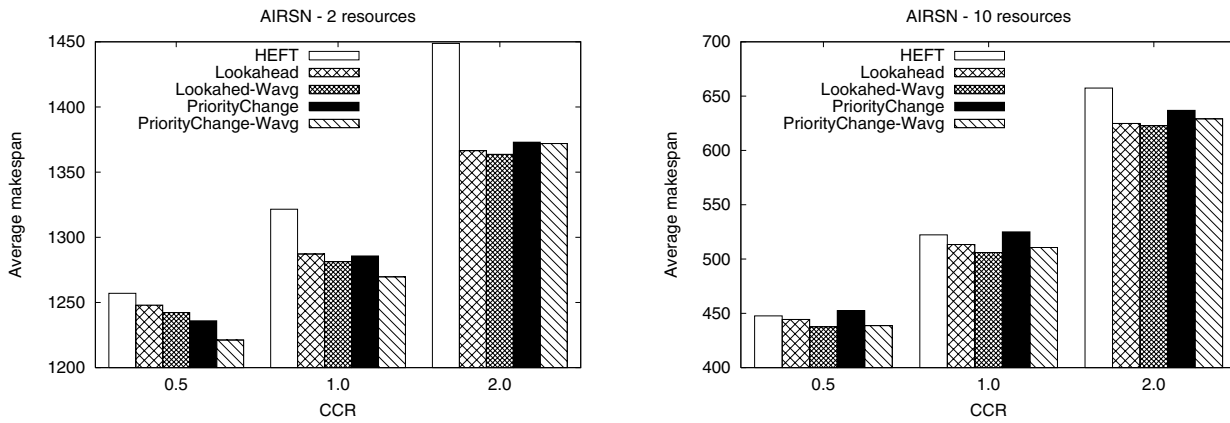 AIRSN - 2 resources
1450
1400
1350
1300
1250
1200
Average makespan
HEFT
Lookahead
Lookahed-Wavg
PriorityChange
PriorityChange-Wavg
0.5
1.0
2.0
CCR
AIRSN - 10 resources
700
650
600
550
500
450
400
Average makespan
HEFT
Lookahead
Lookahed-Wavg
PriorityChange
PriorityChange-Wavg
0.5
1.0
2.0
CCR